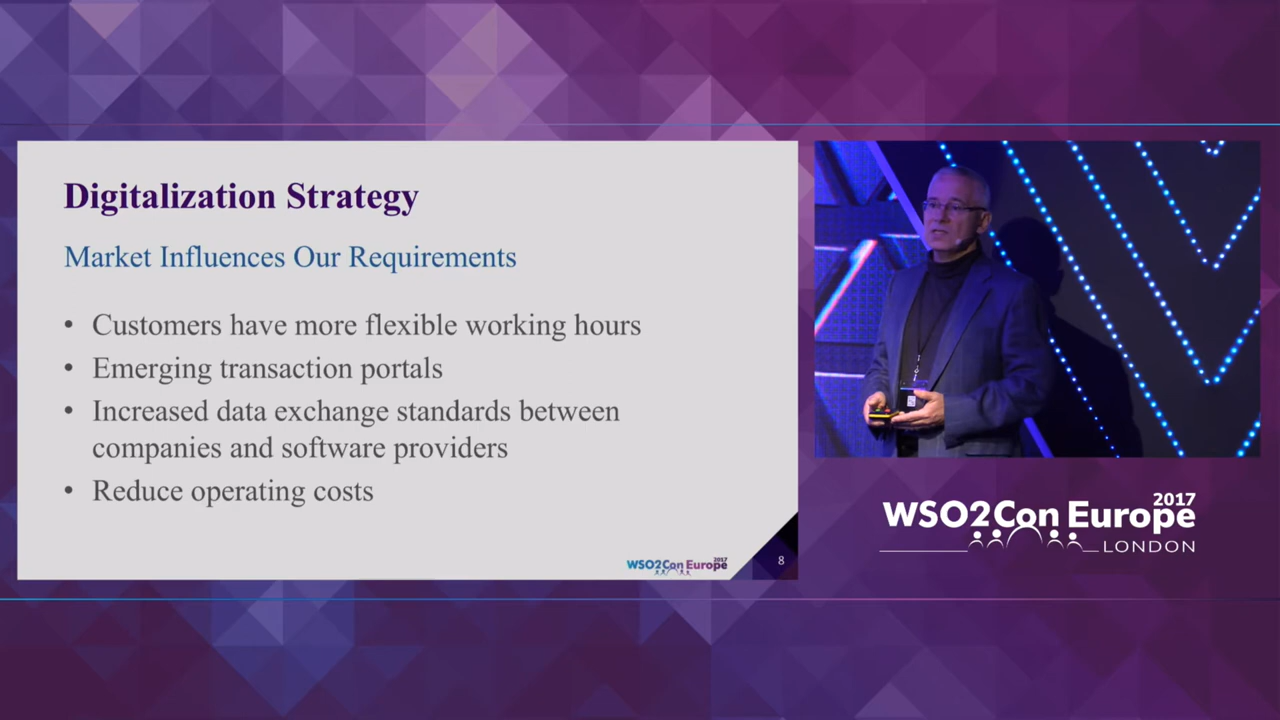 Digitalization Strategy
Market Influences Our Requirements
• Customers have more flexible working hours
• Emerging transaction portals
• Increased data exchange standards between
companies and software providers
• Reduce operating costs
WSO2Con Europe 2017
8
WSO2Con Europe 2017
LONDON